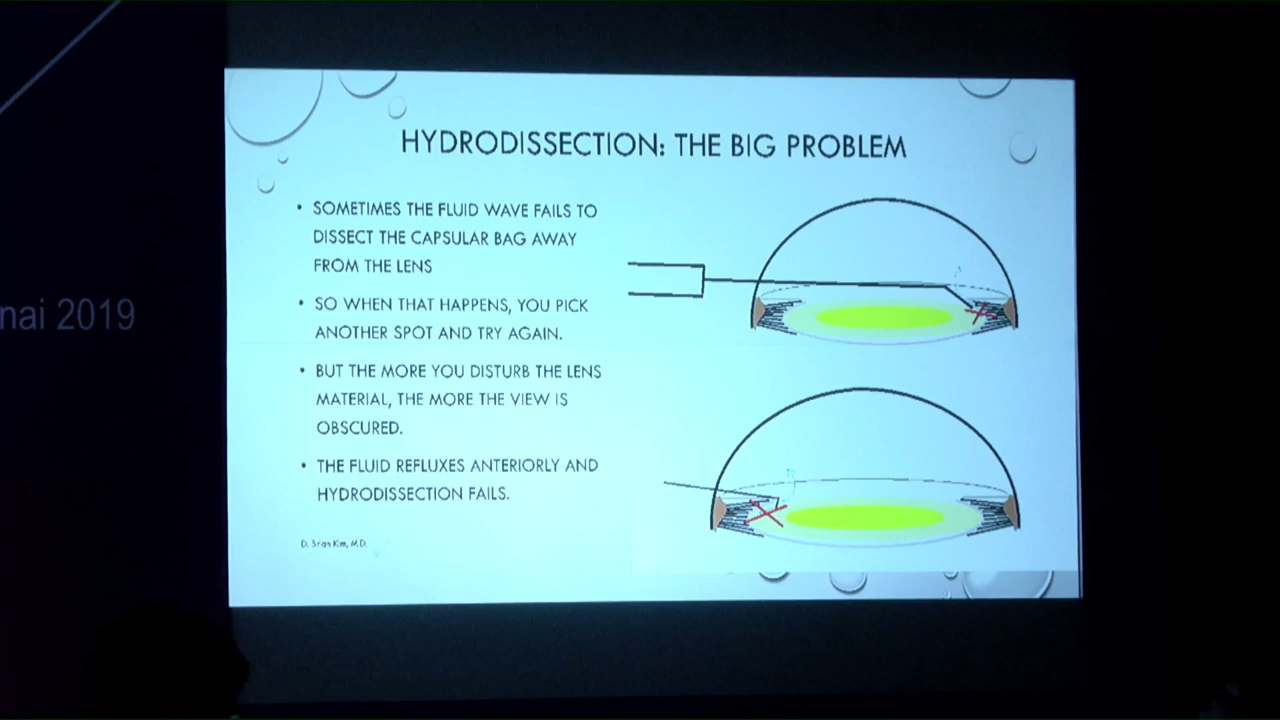 HYDRODISSECTION: THE BIG PROBLEM
• SOMETIMES THE FLUID WAVE FAILS TO
DISSECT THE CAPSULAR BAG AWAY
FROM THE LENS
• SO WHEN THAT HAPPENS, YOU PICK
ANOTHER SPOT AND TRY AGAIN.
• BUT THE MORE YOU DISTURB THE LENS
MATERIAL, THE MORE THE VIEW IS
OBSCURED.
• THE FLUID REFLUXES ANTERIORLY AND
HYDRODISSECTION FAILS.
D. Kim, M.D.
nai 2019